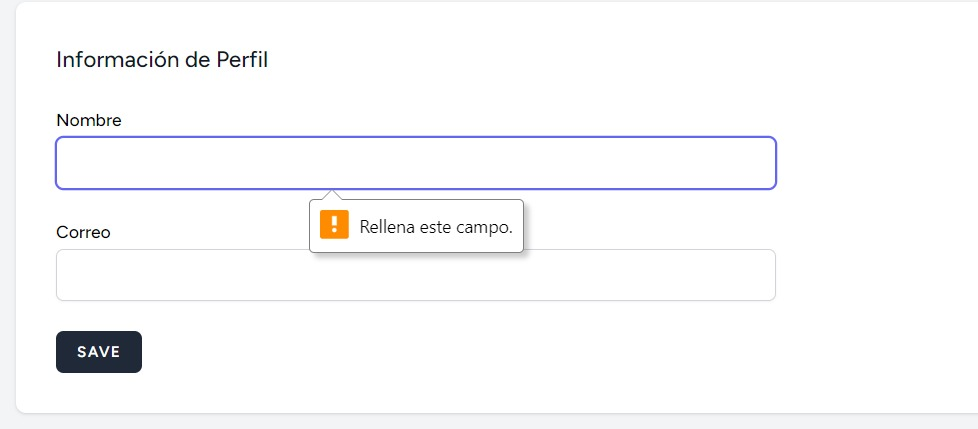 Información de Perfil
Nombre
Rellena este campo.
Correo
SAVE